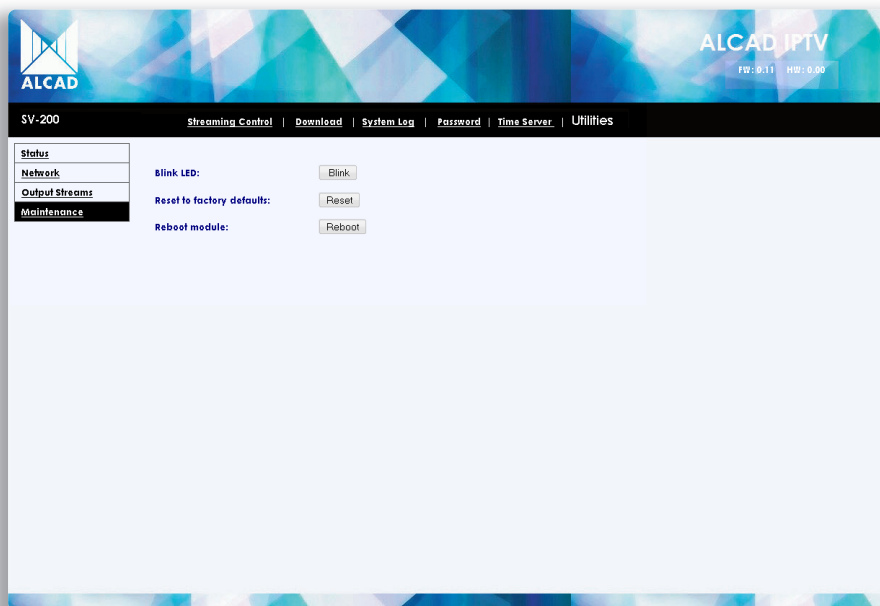 ALCAD
ALCAD IPTV
FW: 0.11 HW: 0.00
SV-200
Streaming Control | Download | System Log | Password | Time Server | Utilities
Status
Network
Output Streams
Maintenance
Blink LED: Blink
Reset to factory defaults: Reset
Reboot module: Reboot